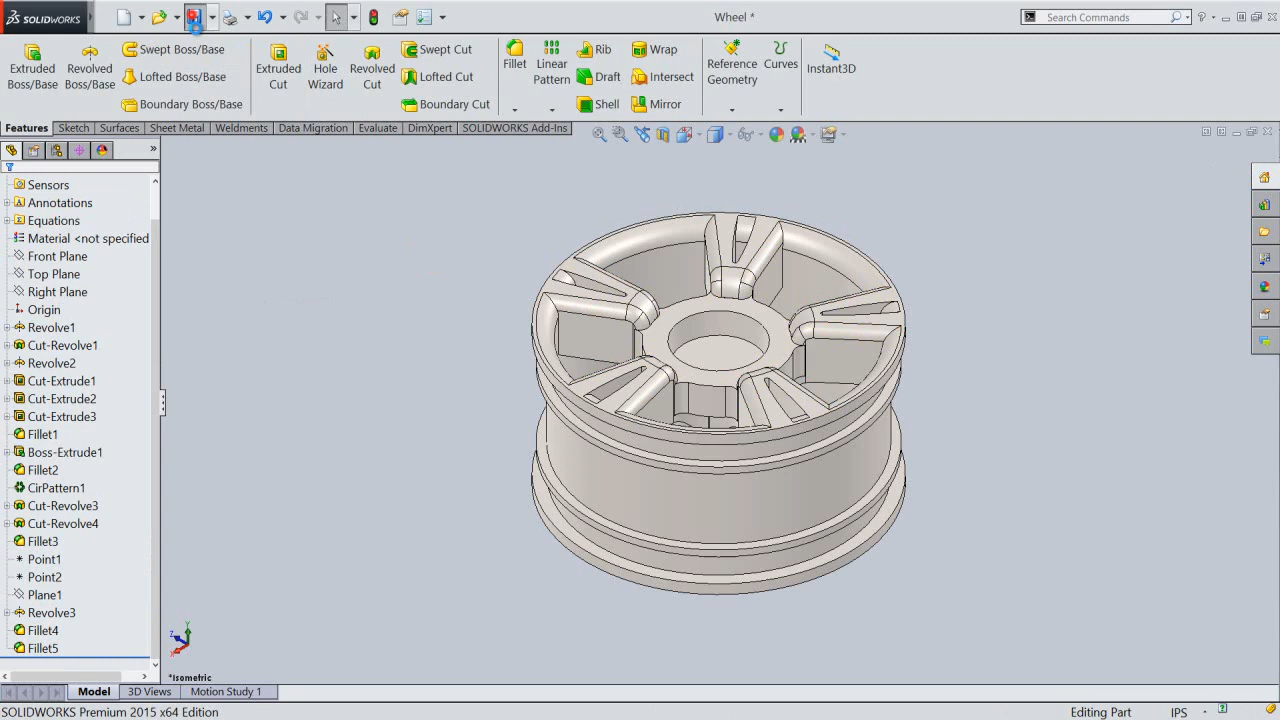 SOLIDWORKS
Wheel *
Search Commands
Extruded Boss/Base
Revolved Boss/Base
Swept Boss/Base
Lofted Boss/Base
Boundary Boss/Base
Extruded Cut
Hole Wizard
Revolved Cut
Swept Cut
Lofted Cut
Boundary Cut
Fillet
Linear Pattern
Rib
Draft
Shell
Wrap
Intersect
Mirror
Reference Geometry
Curves
Instant3D
Features
Sketch
Surfaces
Sheet Metal
Weldments
Data Migration
Evaluate
DimXpert
SOLIDWORKS Add-Ins
Sensors
Annotations
Equations
Material <not specified
Front Plane
Top Plane
Right Plane
Origin
Revolve1
Cut-Revolve1
Revolve2
Cut-Extrude1
Cut-Extrude2
Cut-Extrude3
Fillet1
Boss-Extrude1
Fillet2
CirPattern1
Cut-Revolve3
Cut-Revolve4
Fillet3
Point1
Point2
Plane1
Revolve3
Fillet4
Fillet5
Y
Z
X
*Isometric
Model
3D Views
Motion Study 1
SOLIDWORKS Premium 2015 x64 Edition
Editing Part
IPS